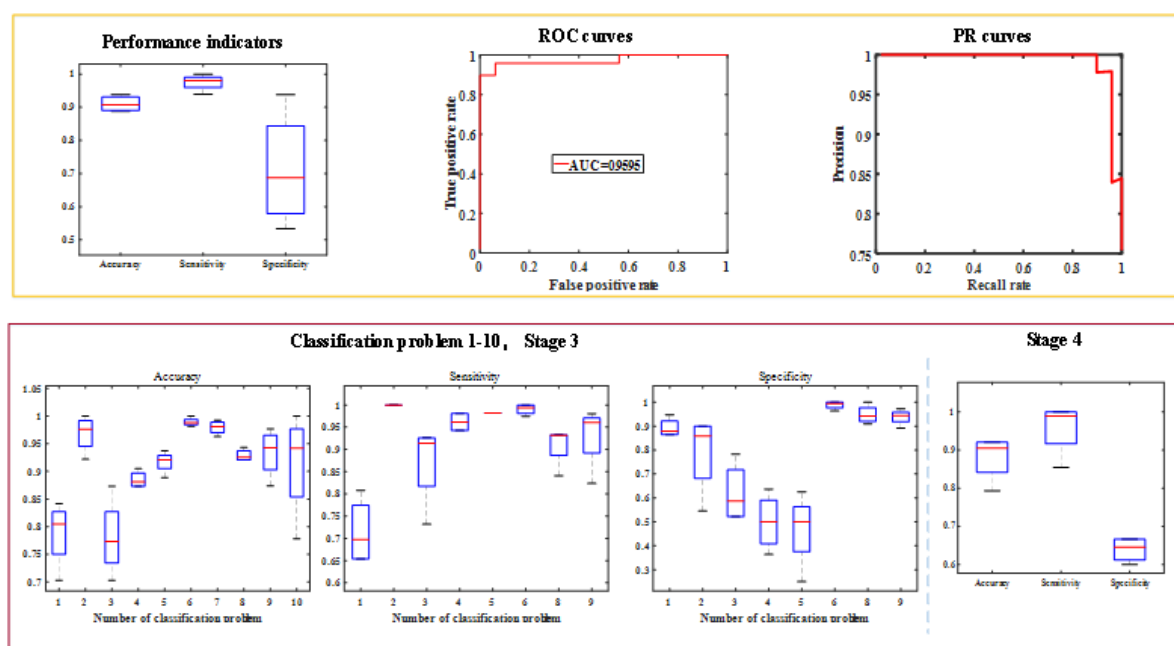 Performance indicators
1
0.9
0.8
0.7
0.6
0.5
Accuracy Sensitivity Specificity
ROC curves
True positive rate
1
0.8
0.6
0.4
0.2
0
AUC=0.9595
0 0.2 0.4 0.6 0.8 1
False positive rate
PR curves
Precision
1
0.95
0.9
0.85
0.8
0.75
0 0.2 0.4 0.6 0.8 1
Recall rate
Classification problem 1-10, Stage 3
Accuracy
1.05
1
0.95
0.9
0.85
0.8
0.75
0.7
1 2 3 4 5 6 7 8 9 10
Number of classification problem
Sensitivity
1
0.95
0.9
0.85
0.8
0.75
0.7
0.65
0.6
1 2 3 4 5 6 8 9
Number of classification problem
Specificity
1
0.9
0.8
0.7
0.6
0.5
0.4
0.3
1 2 3 4 5 6 8 9
Number of classification problem
Stage 4
1
0.9
0.8
0.7
0.6
Accuracy Sensitivity Specificity